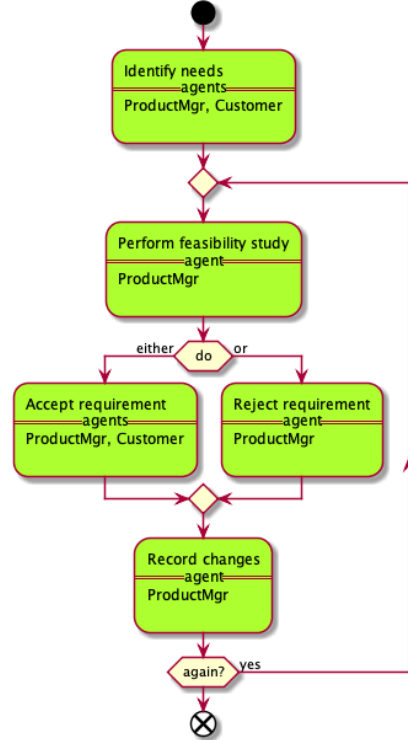 Identify needs
agents
ProductMgr, Customer
Perform feasibility study
agent
ProductMgr
either do or
Accept requirement
agents
ProductMgr, Customer
Reject requirement
agent
ProductMgr
Record changes
agent
ProductMgr
again? yes